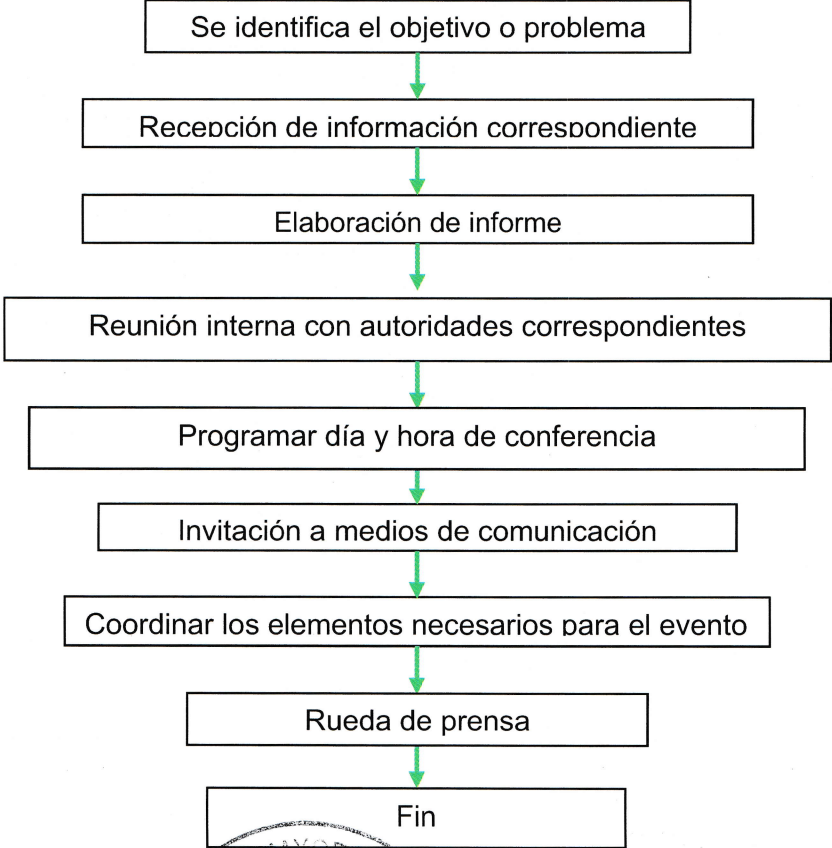 Se identifica el objetivo o problema
Recepción de información correspondiente
Elaboración de informe
Reunión interna con autoridades correspondientes
Programar día y hora de conferencia
Invitación a medios de comunicación
Coordinar los elementos necesarios para el evento
Rueda de prensa
Fin